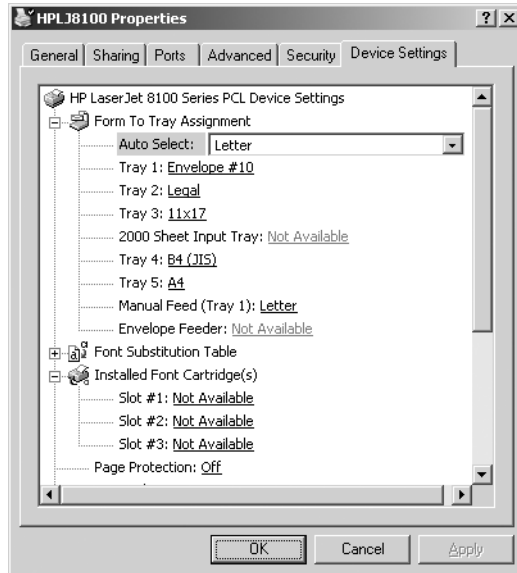 HPLJ8100 Properties
General Sharing Ports Advanced Security Device Settings
HP LaserJet 8100 Series PCL Device Settings
Form To Tray Assignment
Auto Select: Letter
Tray 1: Envelope #10
Tray 2: Legal
Tray 3: 11x17
2000 Sheet Input Tray: Not Available
Tray 4: B4 (JIS)
Tray 5: A4
Manual Feed (Tray 1): Letter
Envelope Feeder: Not Available
Font Substitution Table
Installed Font Cartridge(s)
Slot #1: Not Available
Slot #2: Not Available
Slot #3: Not Available
Page Protection: Off
OK Cancel Apply